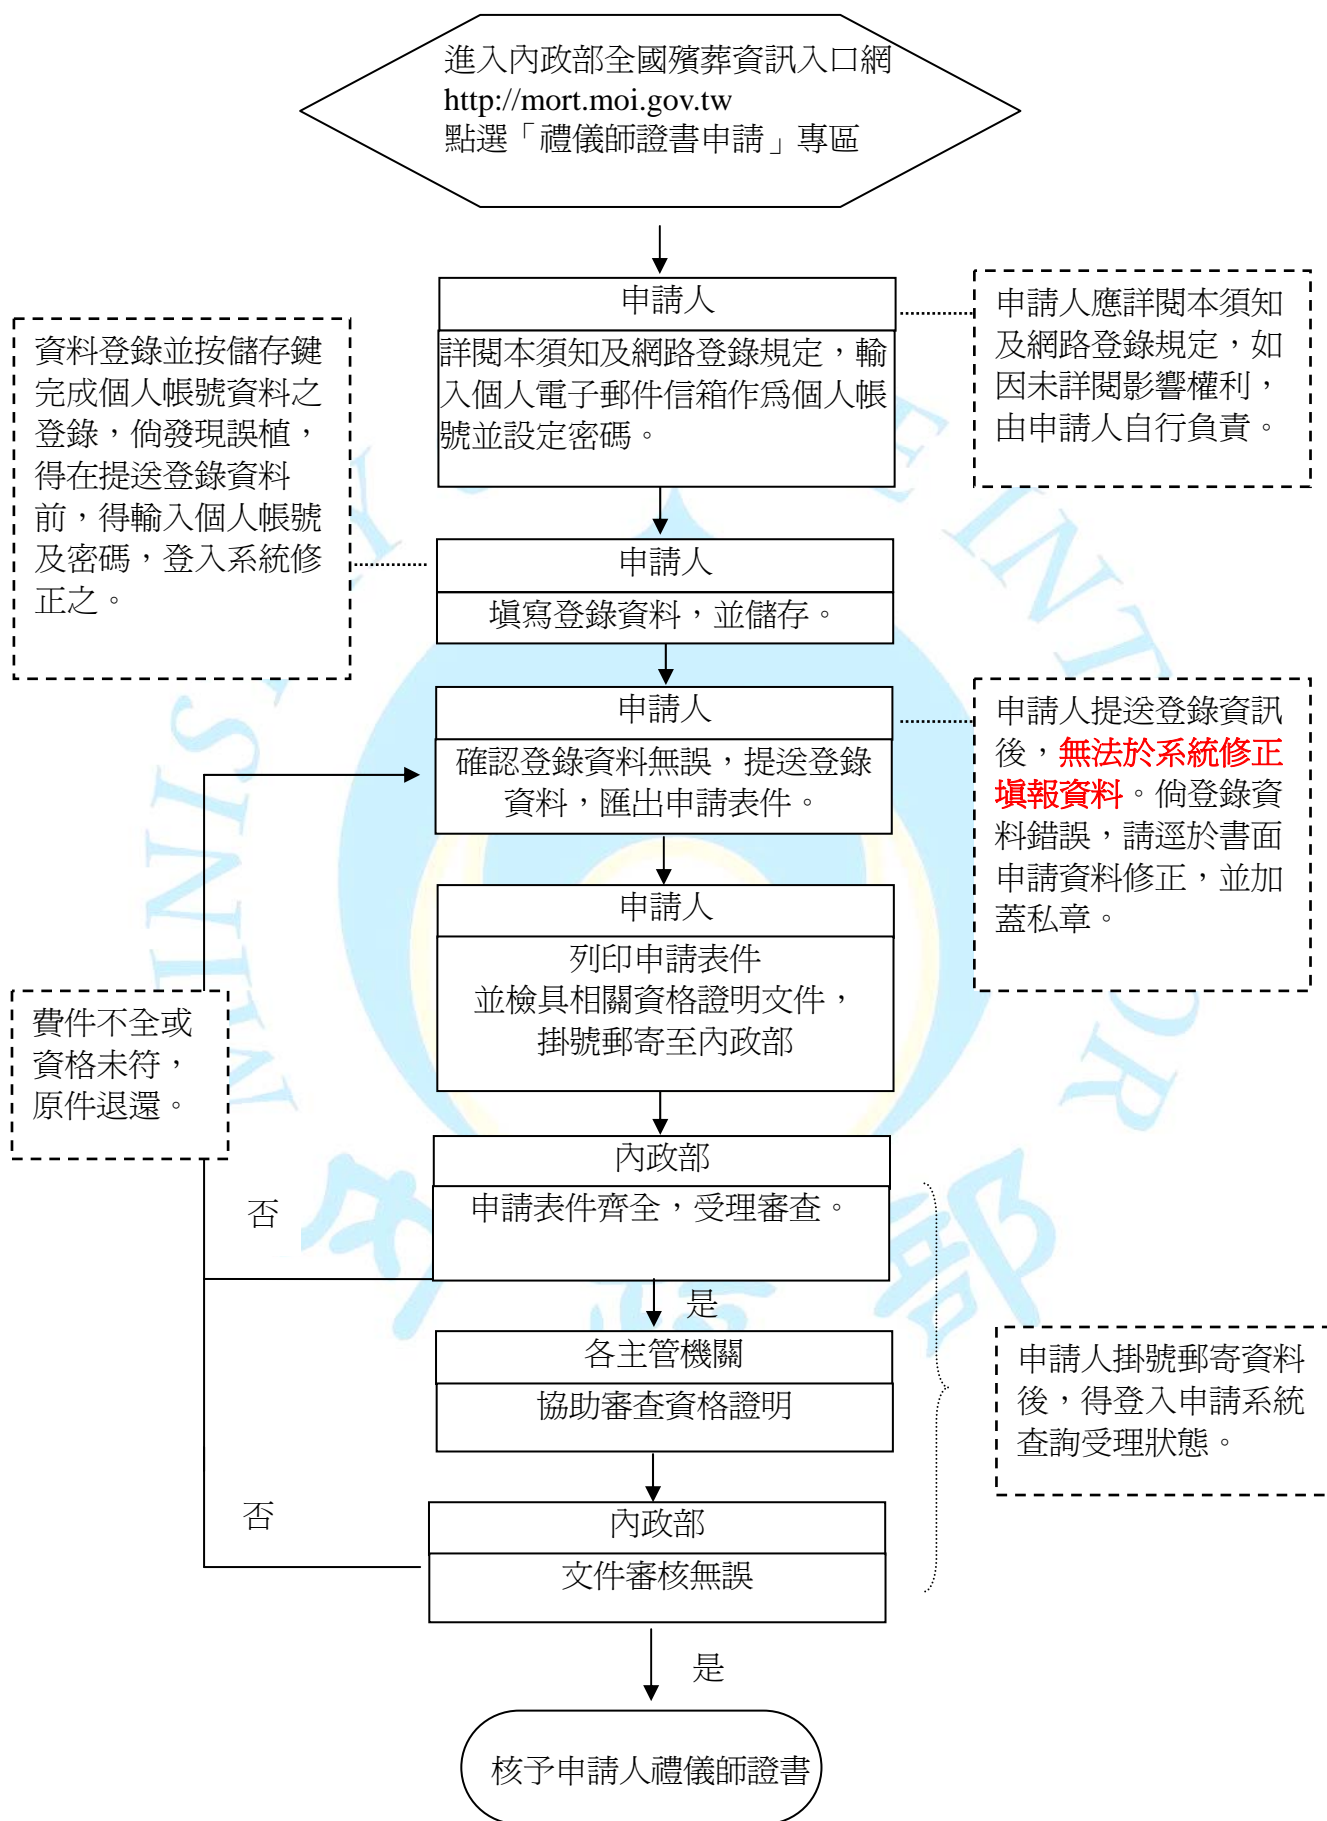 進入內政部全國殯葬資訊入口網
http://mort.moi.gov.tw
點選「禮儀師證書申請」專區
申請人
詳閱本須知及網路登錄規定，輸
入個人電子郵件信箱作為個人帳
號並設定密碼。
申請人應詳閱本須知
及網路登錄規定，如
因未詳閱影響權利，
由申請人自行負責。
資料登錄並按儲存鍵
完成個人帳號資料之
登錄，倘發現誤植，
得在提送登錄資料
前，得輸入個人帳號
及密碼，登入系統修
正之。
申請人
填寫登錄資料，並儲存。
申請人
確認登錄資料無誤，提送登錄
資料，匯出申請表件。
申請人提送登錄資訊
後，無法於系統修正
填報資料。倘登錄資
料錯誤，請逕於書面
申請資料修正，並加
蓋私章。
申請人
列印申請表件
並檢具相關資格證明文件，
掛號郵寄至內政部
費件不全或
資格未符，
原件退還。
內政部
申請表件齊全，受理審查。
否
是
各主管機關
協助審查資格證明
申請人掛號郵寄資料
後，得登入申請系統
查詢受理狀態。
內政部
文件審核無誤
否
是
核予申請人禮儀師證書